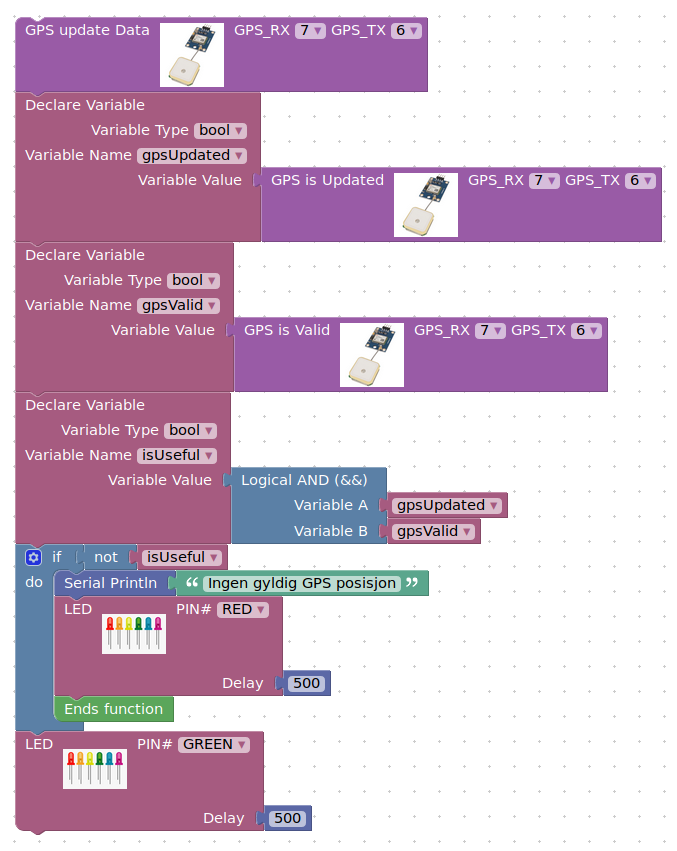 GPS update Data GPS_RX 7 GPS_TX 6
Declare Variable
Variable Type bool
Variable Name gpsUpdated
Variable Value GPS is Updated GPS_RX 7 GPS_TX 6
Declare Variable
Variable Type bool
Variable Name gpsValid
Variable Value GPS is Valid GPS_RX 7 GPS_TX 6
Declare Variable
Variable Type bool
Variable Name isUseful
Variable Value Logical AND (&&)
Variable A gpsUpdated
Variable B gpsValid
if not isUseful
do Serial Println “ Ingen gyldig GPS posisjon ”
LED PIN# RED
Delay 500
Ends function
LED PIN# GREEN
Delay 500